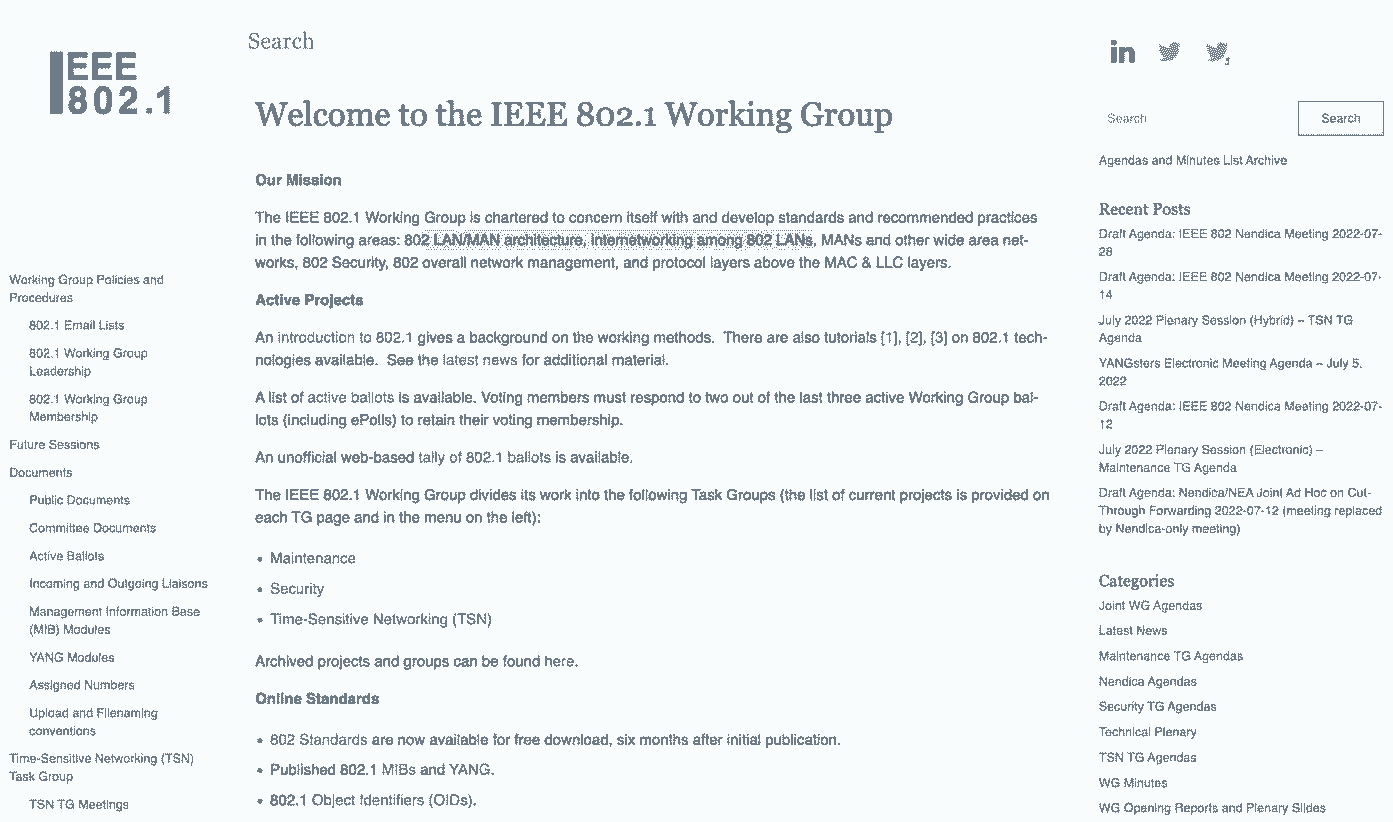 IEEE
802.1
Working Group Policies and
Procedures
802.1 Email Lists
802.1 Working Group
Leadership
802.1 Working Group
Membership
Future Sessions
Documents
Public Documents
Committee Documents
Active Ballots
Incoming and Outgoing Liaisons
Management Information Base
(MIB) Modules
YANG Modules
Assigned Numbers
Upload and Filenaming
conventions
Time-Sensitive Networking (TSN)
Task Group
TSN TG Meetings
Search
Welcome to the IEEE 802.1 Working Group
Our Mission
The IEEE 802.1 Working Group is chartered to concern itself with and develop standards and recommended practices
in the following areas: 802 LAN/MAN architecture, internetworking among 802 LANs, MANs and other wide area net-
works, 802 Security, 802 overall network management, and protocol layers above the MAC & LLC layers.
Active Projects
An introduction to 802.1 gives a background on the working methods.  There are also tutorials [1], [2], [3] on 802.1 tech-
nologies available.  See the latest news for additional material.
A list of active ballots is available. Voting members must respond to two out of the last three active Working Group bal-
lots (including ePolls) to retain their voting membership.
An unofficial web-based tally of 802.1 ballots is available.
The IEEE 802.1 Working Group divides its work into the following Task Groups (the list of current projects is provided on
each TG page and in the menu on the left):
• Maintenance
• Security
• Time-Sensitive Networking (TSN)
Archived projects and groups can be found here.
Online Standards
• 802 Standards are now available for free download, six months after initial publication.
• Published 802.1 MIBs and YANG.
• 802.1 Object Identifiers (OIDs).
in
Search
Search
Agendas and Minutes List Archive
Recent Posts
Draft Agenda: IEEE 802 Nendica Meeting 2022-07-
28
Draft Agenda: IEEE 802 Nendica Meeting 2022-07-
14
July 2022 Plenary Session (Hybrid) – TSN TG
Agenda
YANGsters Electronic Meeting Agenda – July 5,
2022
Draft Agenda: IEEE 802 Nendica Meeting 2022-07-
12
July 2022 Plenary Session (Electronic) –
Maintenance TG Agenda
Draft Agenda: Nendica/NEA Joint Ad Hoc on Cut-
Through Forwarding 2022-07-12 (meeting replaced
by Nendica-only meeting)
Categories
Joint WG Agendas
Latest News
Maintenance TG Agendas
Nendica Agendas
Security TG Agendas
Technical Plenary
TSN TG Agendas
WG Minutes
WG Opening Reports and Plenary Slides